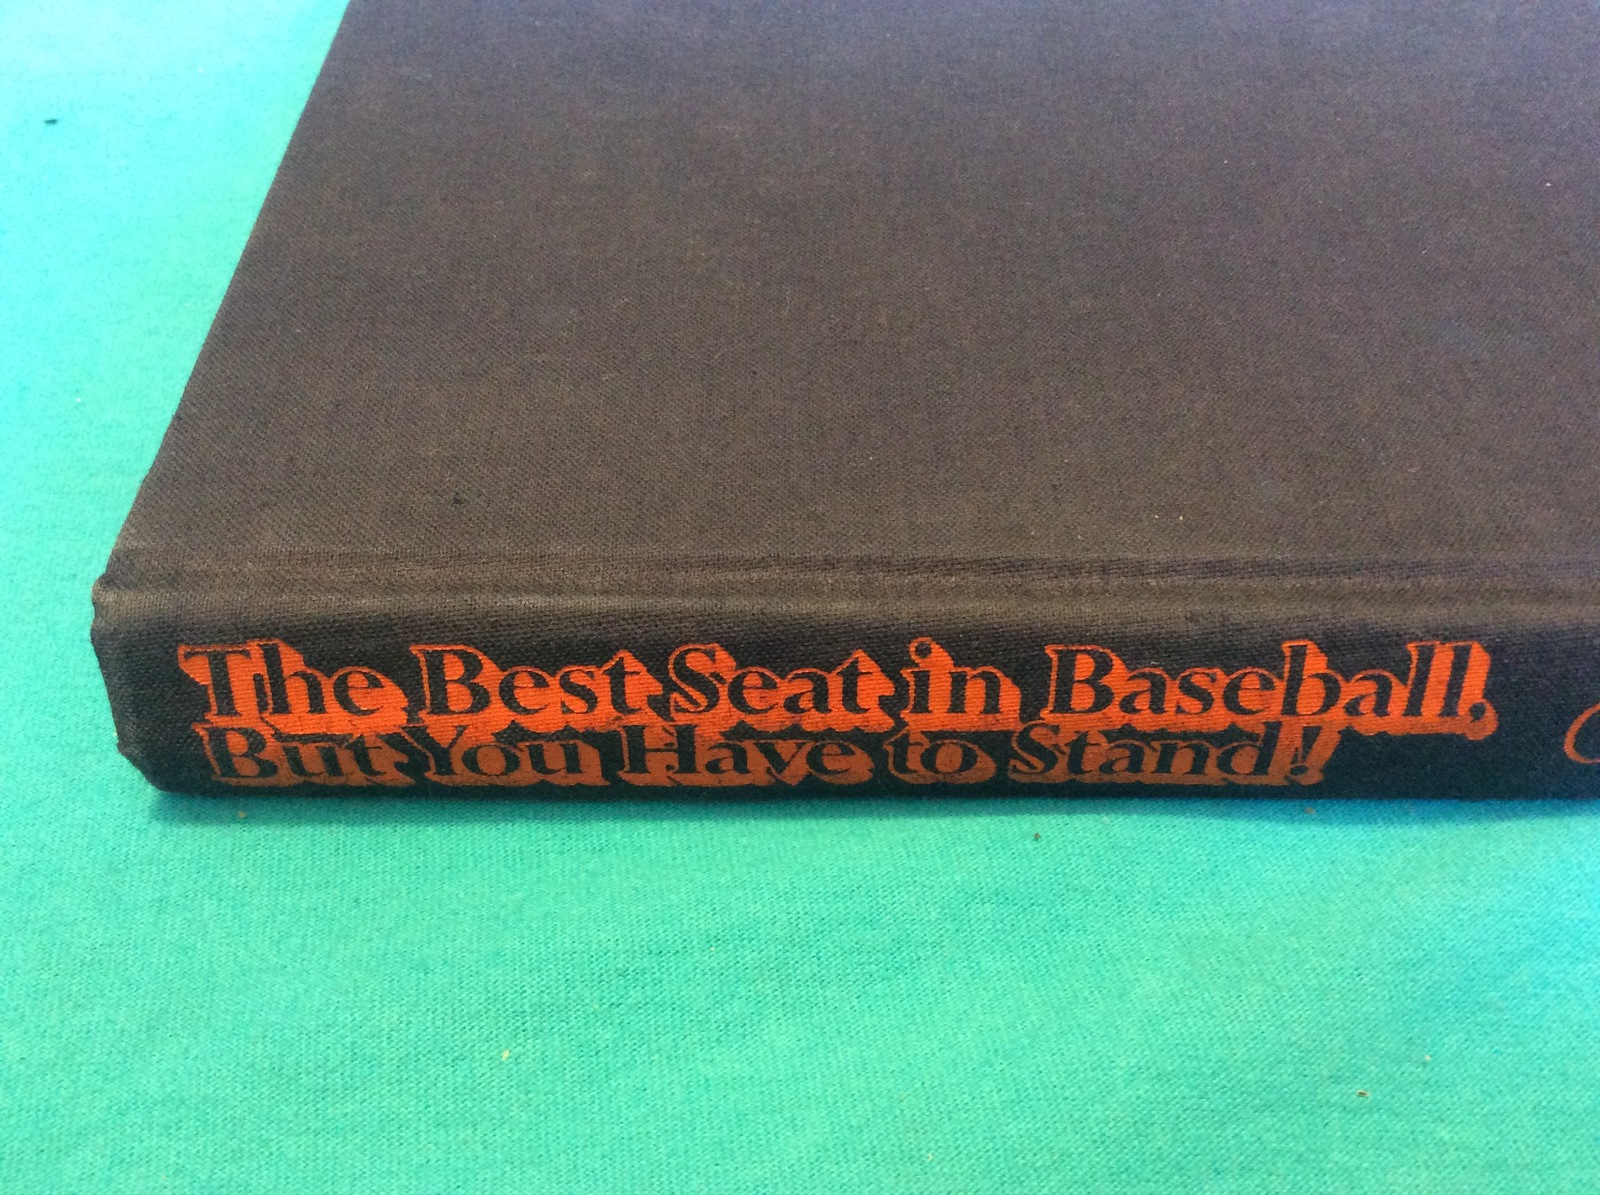 The Best Seat in Baseball,
But You Have to Stand!